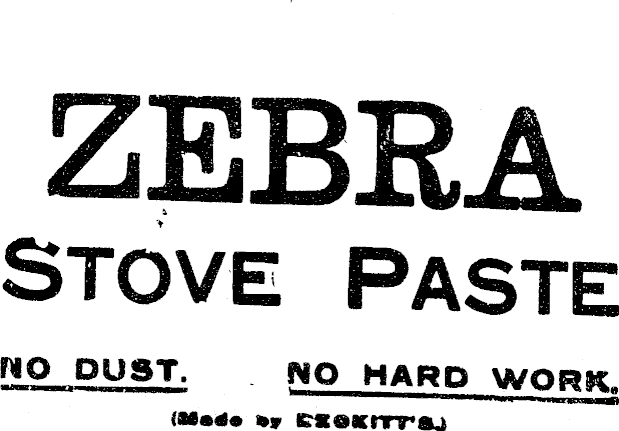 ZEBRA
STOVE PASTE
NO DUST. NO HARD WORK.
(Made by